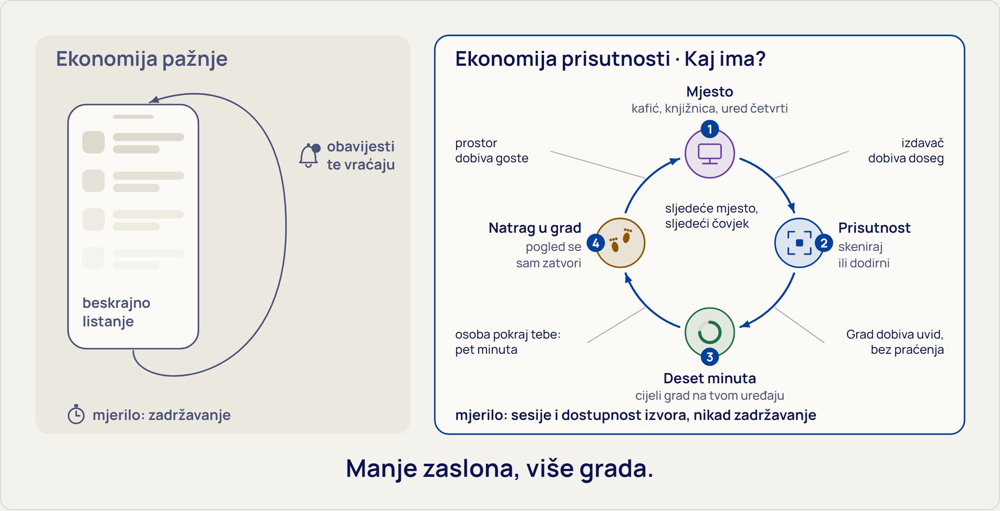 Ekonomija pažnje
obavijesti
te vraćaju
beskrajno
listanje
mjerilo: zadržavanje
Ekonomija prisutnosti · Kaj ima?
Mjesto
kafić, knjižnica, ured četvrti
1
prostor
dobiva goste
izdavač
dobiva doseg
sljedeće mjesto,
sljedeći čovjek
Natrag u grad
pogled se
sam zatvori
4
2
Prisutnost
skeniraj
ili dodirni
osoba pokraj tebe:
pet minuta
Grad dobiva uvid,
bez praćenja
3
Deset minuta
cijeli grad na tvom uređaju
mjerilo: sesije i dostupnost izvora, nikad zadržavanje
Manje zaslona, više grada.